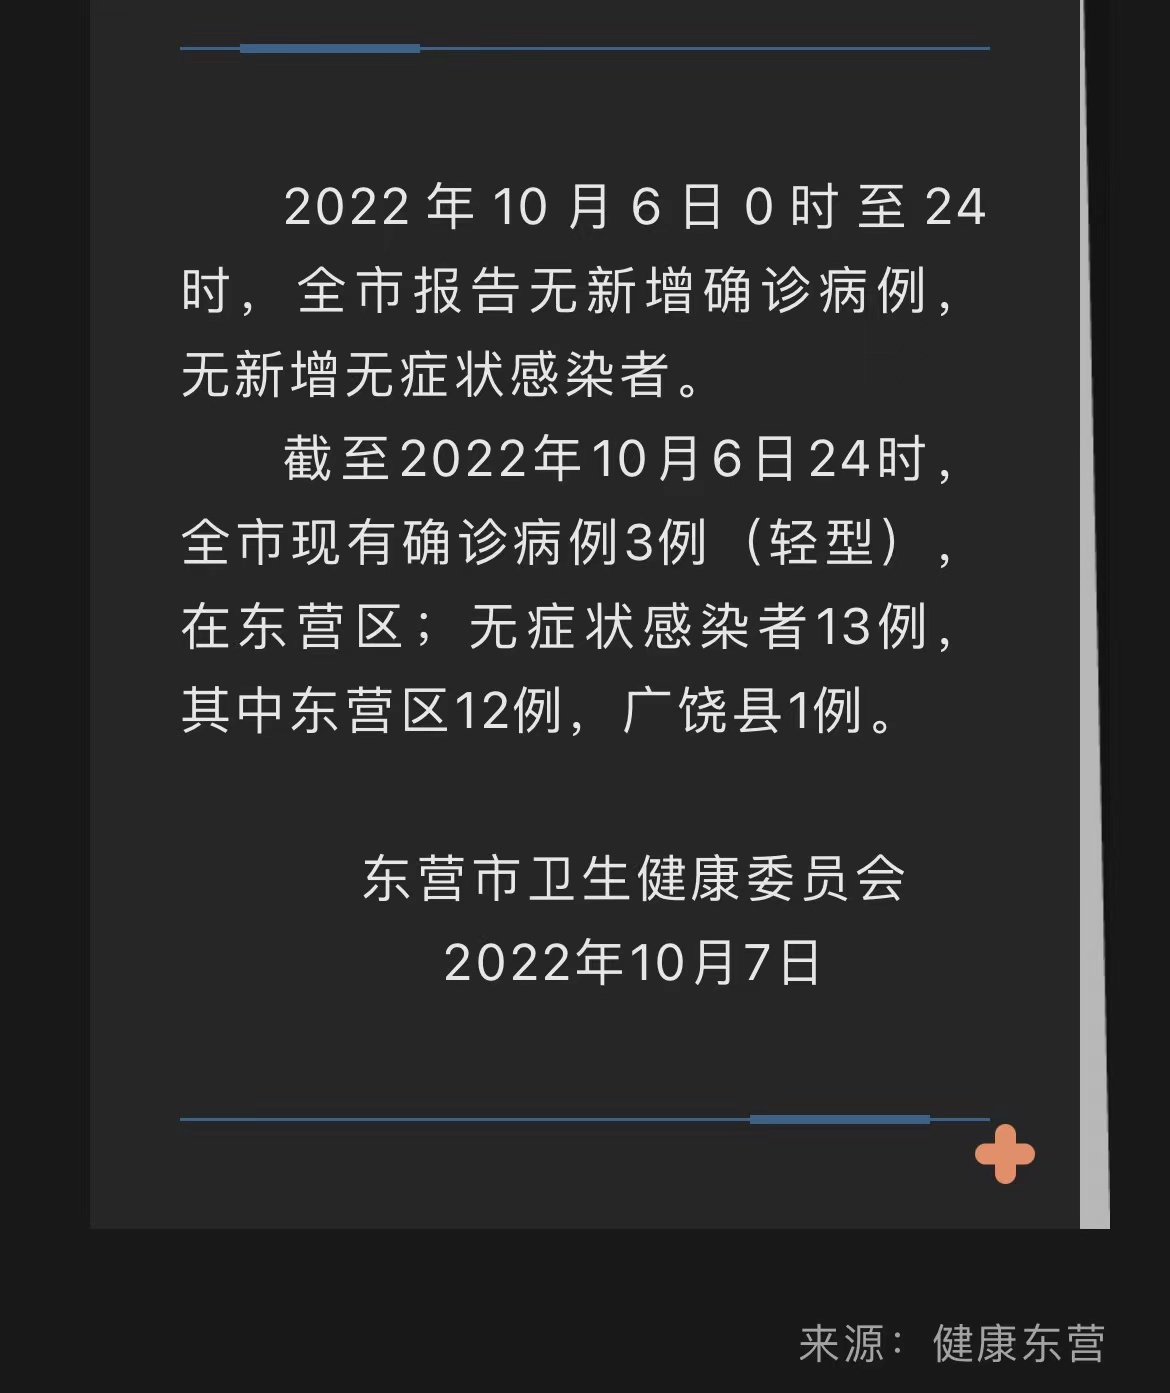 2022年10月6日0时至24
时，全市报告无新增确诊病例，
无新增无症状感染者。
截至2022年10月6日24时，
全市现有确诊病例3例（轻型），
在东营区；无症状感染者13例，
其中东营区12例，广饶县1例。
东营市卫生健康委员会
2022年10月7日
来源：健康东营